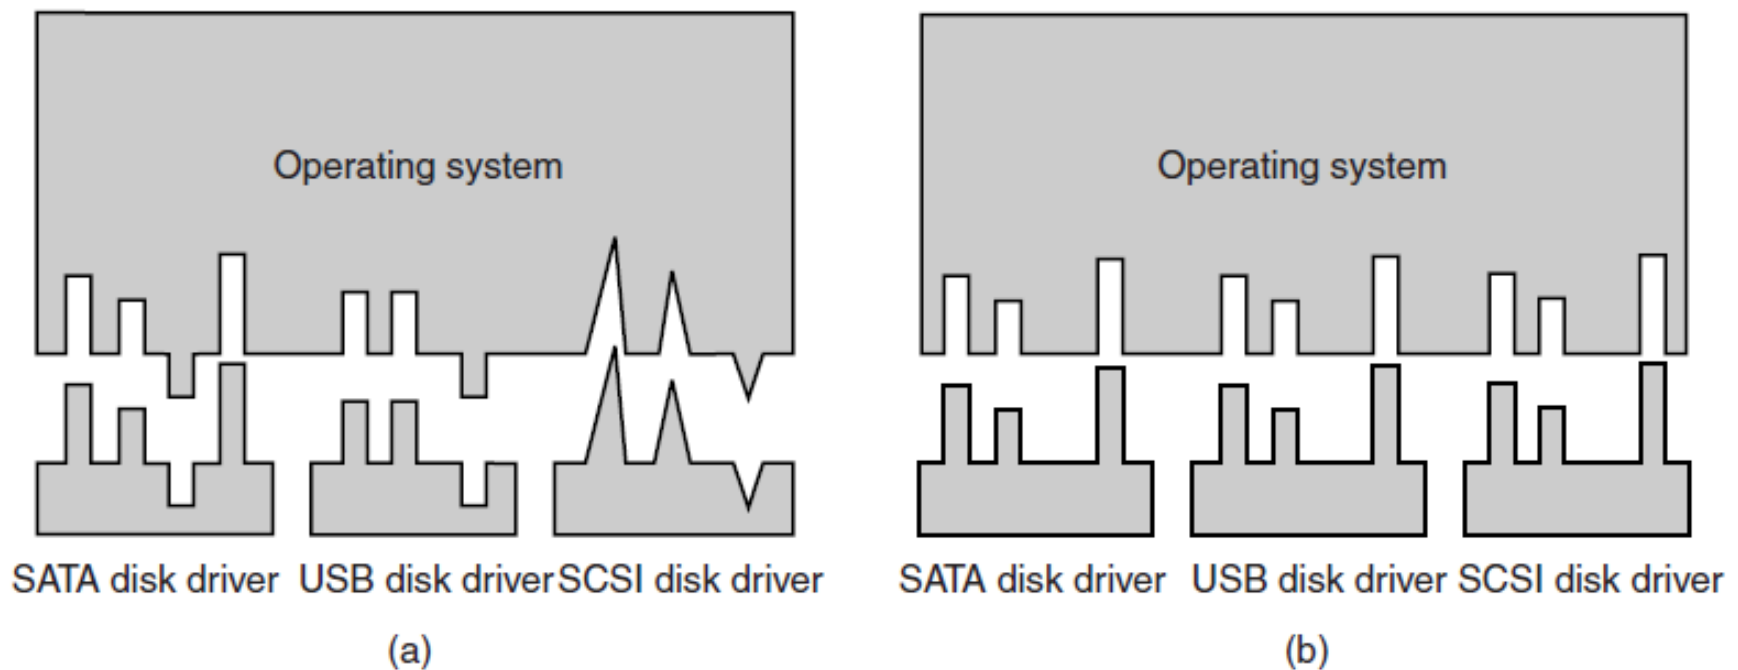 Operating system
Operating system
SATA disk driver USB disk driver SCSI disk driver
SATA disk driver USB disk driver SCSI disk driver
(a)
(b)